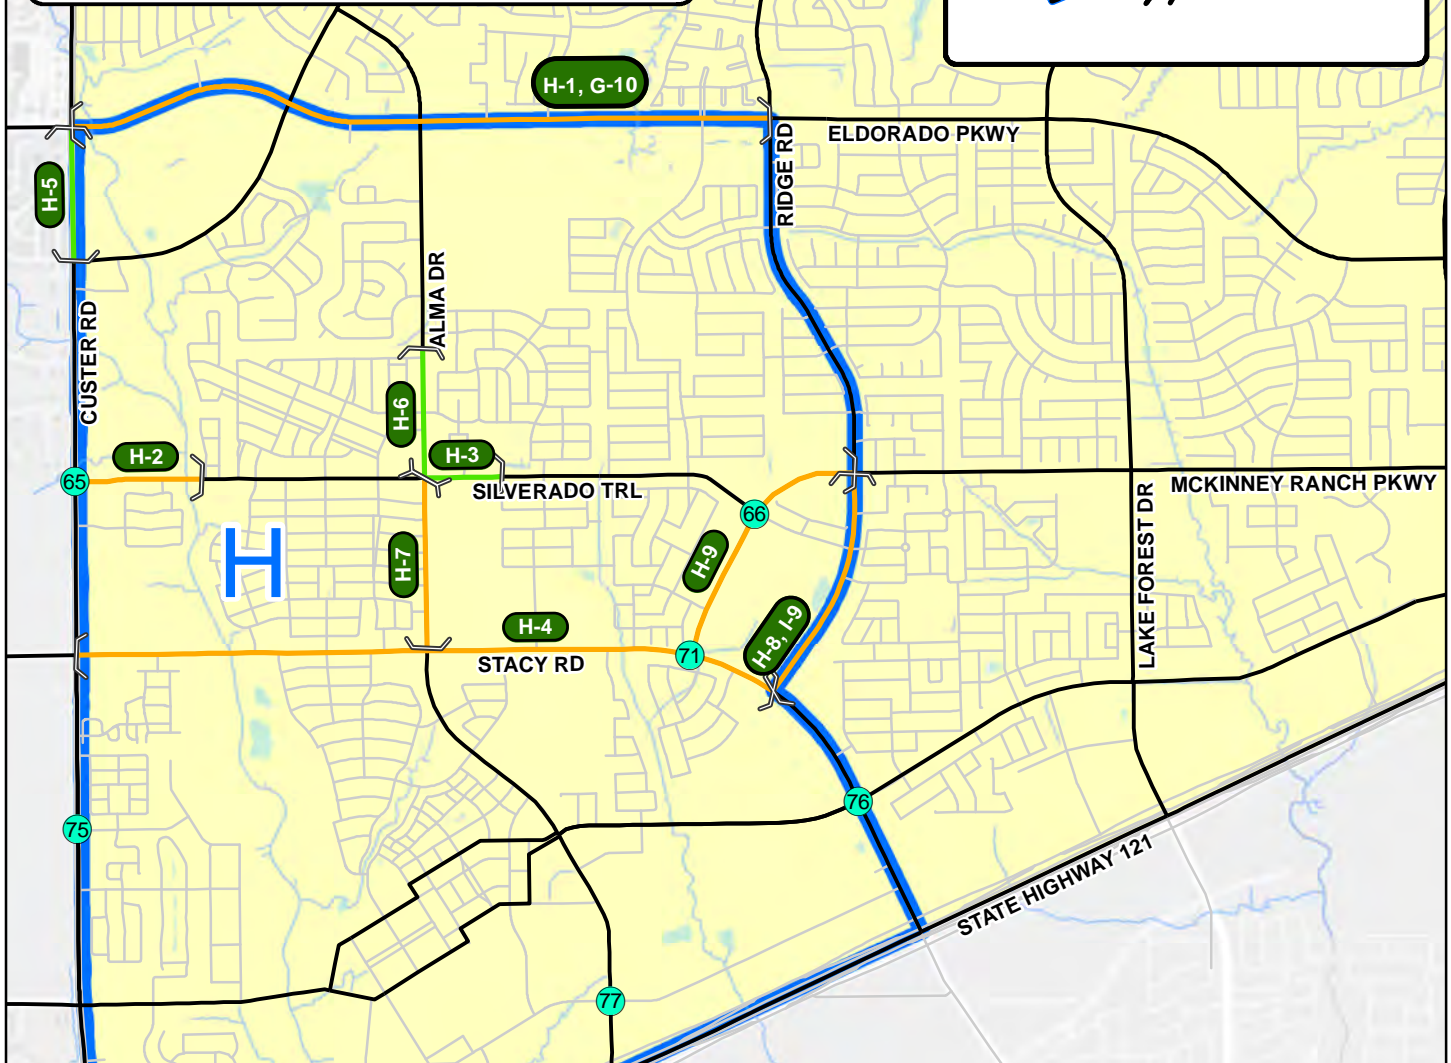 H-1, G-10
ELDORADO PKWY
RIDGE RD
H-5
ALMA DR
CUSTER RD
H-6
H-2
H-3
65
SILVERADO TRL
MCKINNEY RANCH PKWY
66
H
H-7
H-9
LAKE FOREST DR
H-4
H-8, I-9
STACY RD
71
76
75
STATE HIGHWAY 121
77